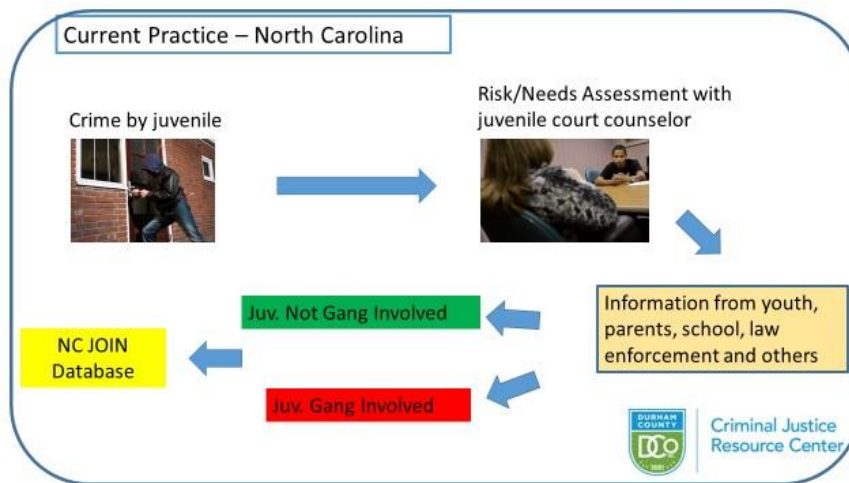 Current Practice – North Carolina
Crime by juvenile
Risk/Needs Assessment with
juvenile court counselor
Information from youth,
parents, school, law
enforcement and others
Juv. Not Gang Involved
Juv. Gang Involved
NC JOIN
Database
DURHAM
COUNTY
DCo
1881
Criminal Justice
Resource Center